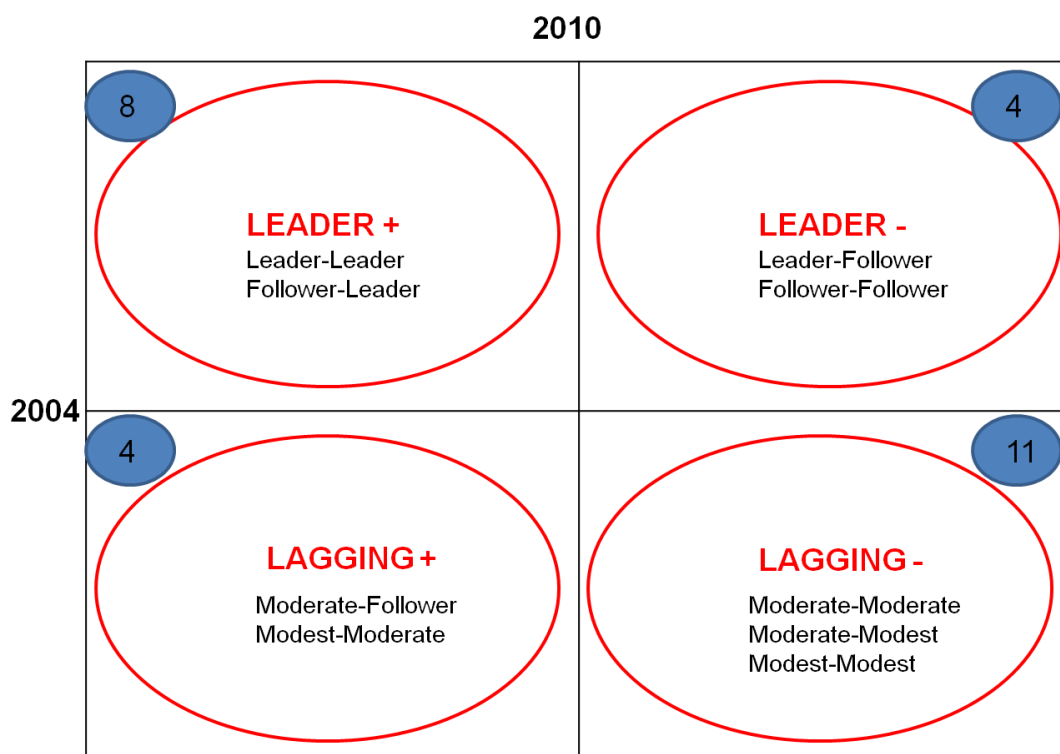 2010
8
4
LEADER +
Leader-Leader
Follower-Leader
LEADER -
Leader-Follower
Follower-Follower
2004
4
11
LAGGING +
Moderate-Follower
Modest-Moderate
LAGGING -
Moderate-Moderate
Moderate-Modest
Modest-Modest